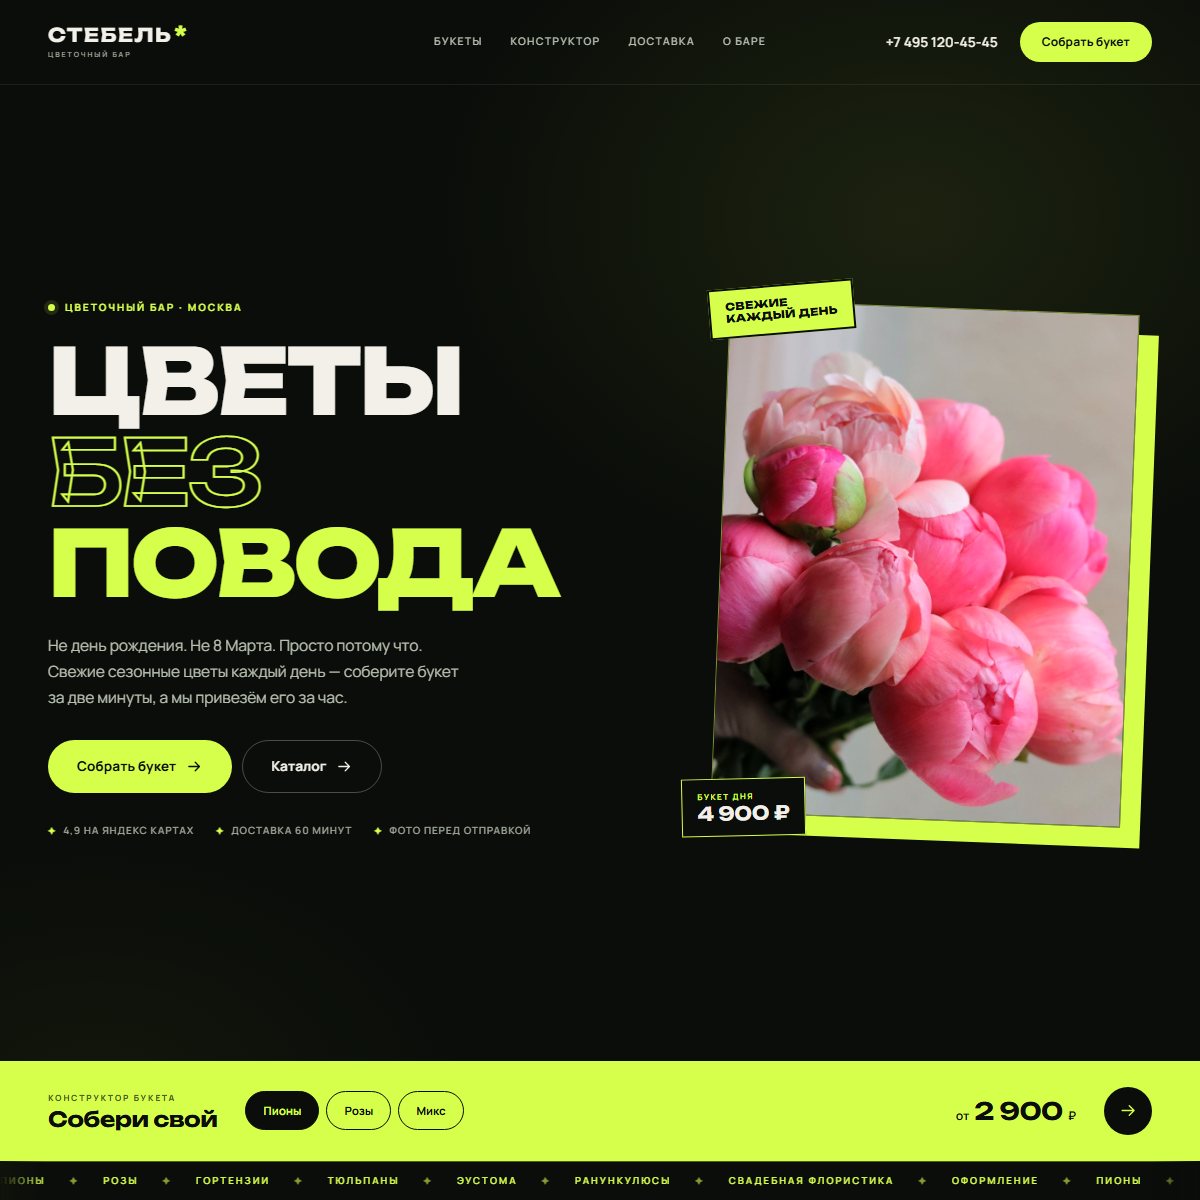 СТЕБЕЛЬ*
ЦВЕТОЧНЫЙ БАР
БУКЕТЫ
КОНСТРУКТОР
ДОСТАВКА
О БАРЕ
+7 495 120-45-45
Собрать букет
ЦВЕТОЧНЫЙ БАР · МОСКВА
ЦВЕТЫ
БЕЗ
ПОВОДА
Не день рождения. Не 8 Марта. Просто потому что.
Свежие сезонные цветы каждый день — соберите букет
за две минуты, а мы привезём его за час.
Собрать букет →
Каталог →
4,9 НА ЯНДЕКС КАРТАХ
ДОСТАВКА 60 МИНУТ
ФОТО ПЕРЕД ОТПРАВКОЙ
СВЕЖИЕ
КАЖДЫЙ ДЕНЬ
БУКЕТ ДНЯ
4 900 ₽
КОНСТРУКТОР БУКЕТА
Собери свой
Пионы
Розы
Микс
от 2 900 ₽
ПИОНЫ ✦ РОЗЫ ✦ ГОРТЕНЗИИ ✦ ТЮЛЬПАНЫ ✦ ЭУСТОМА ✦ РАНУНКУЛЮСЫ ✦ СВАДЕБНАЯ ФЛОРИСТИКА ✦ ОФОРМЛЕНИЕ ✦ ПИОНЫ ✦